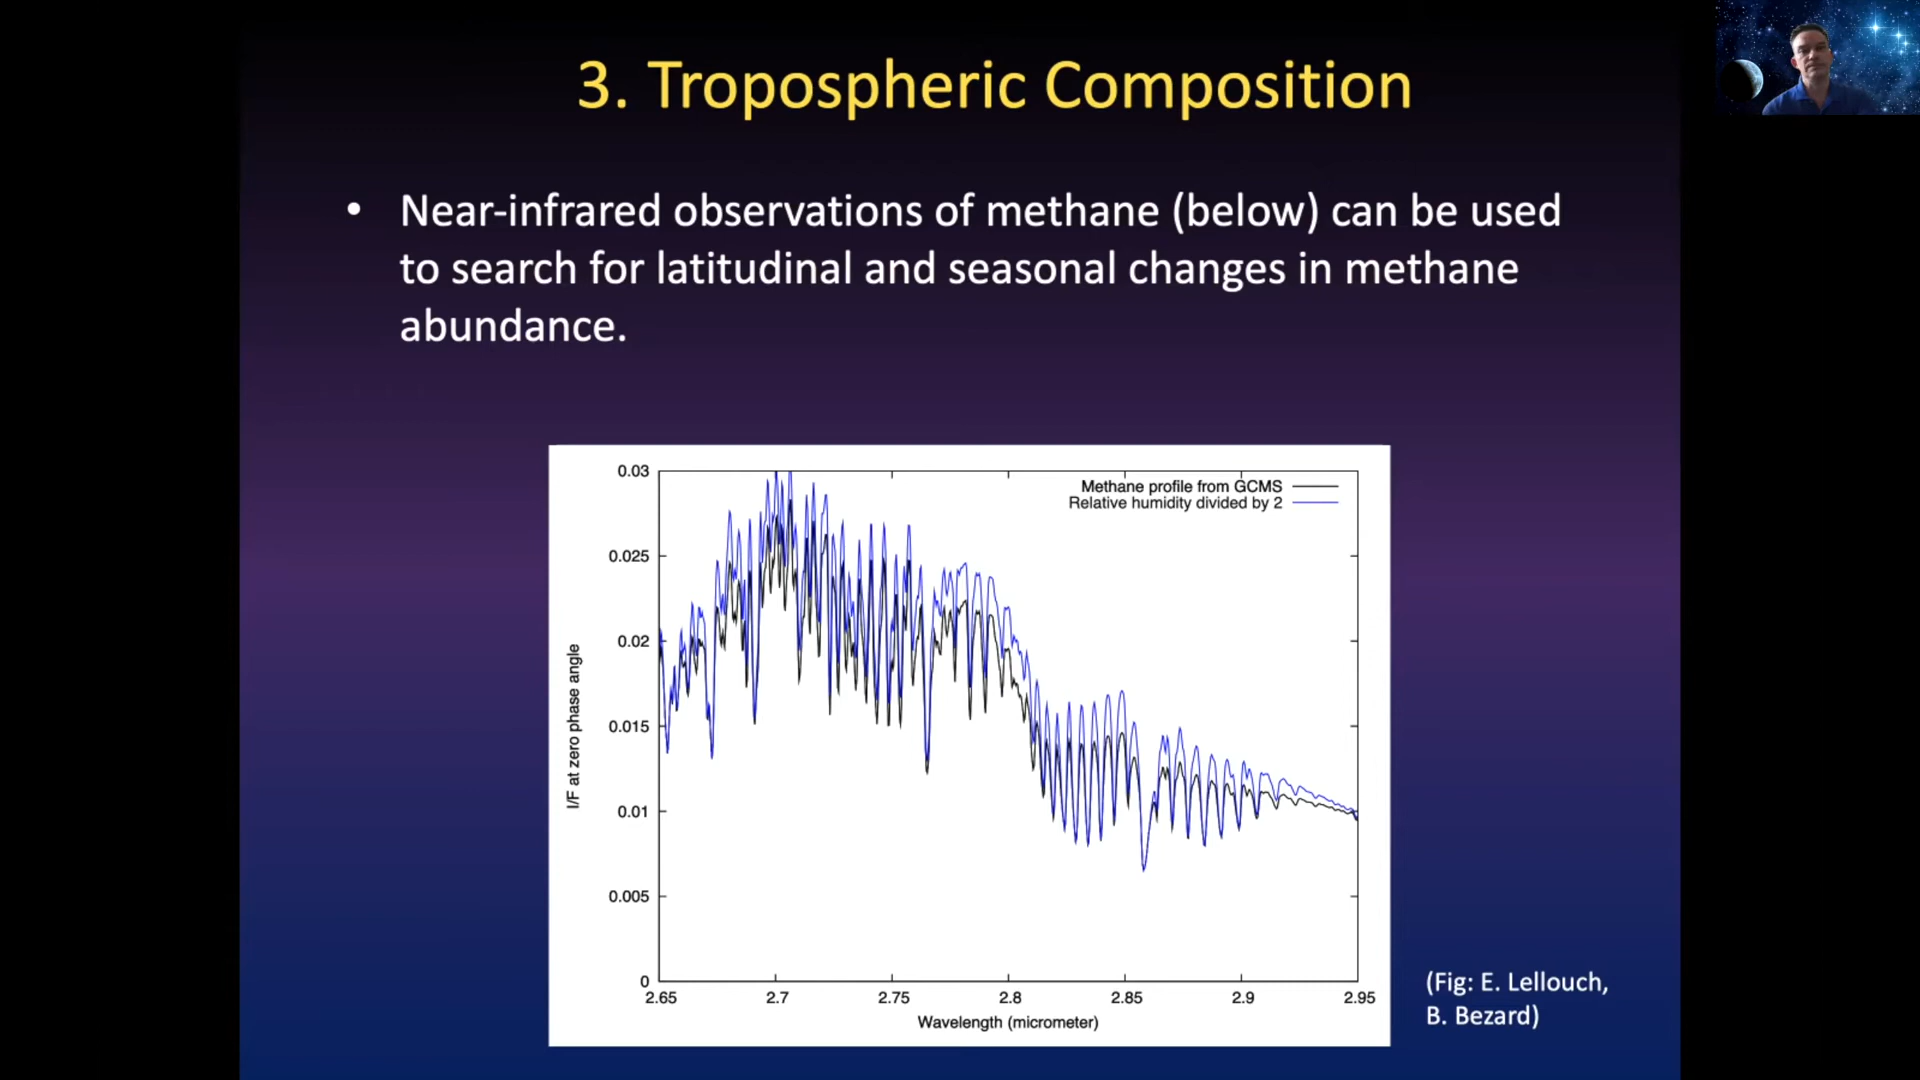 3. Tropospheric Composition
• Near-infrared observations of methane (below) can be used
to search for latitudinal and seasonal changes in methane
abundance.
0.03
0.025
0.02
0.015
0.01
0.005
0
I/F at zero phase angle
Methane profile from GCMS
Relative humidity divided by 2
2.65 2.7 2.75 2.8 2.85 2.9 2.95
Wavelength (micrometer)
(Fig: E. Lellouch,
B. Bezard)